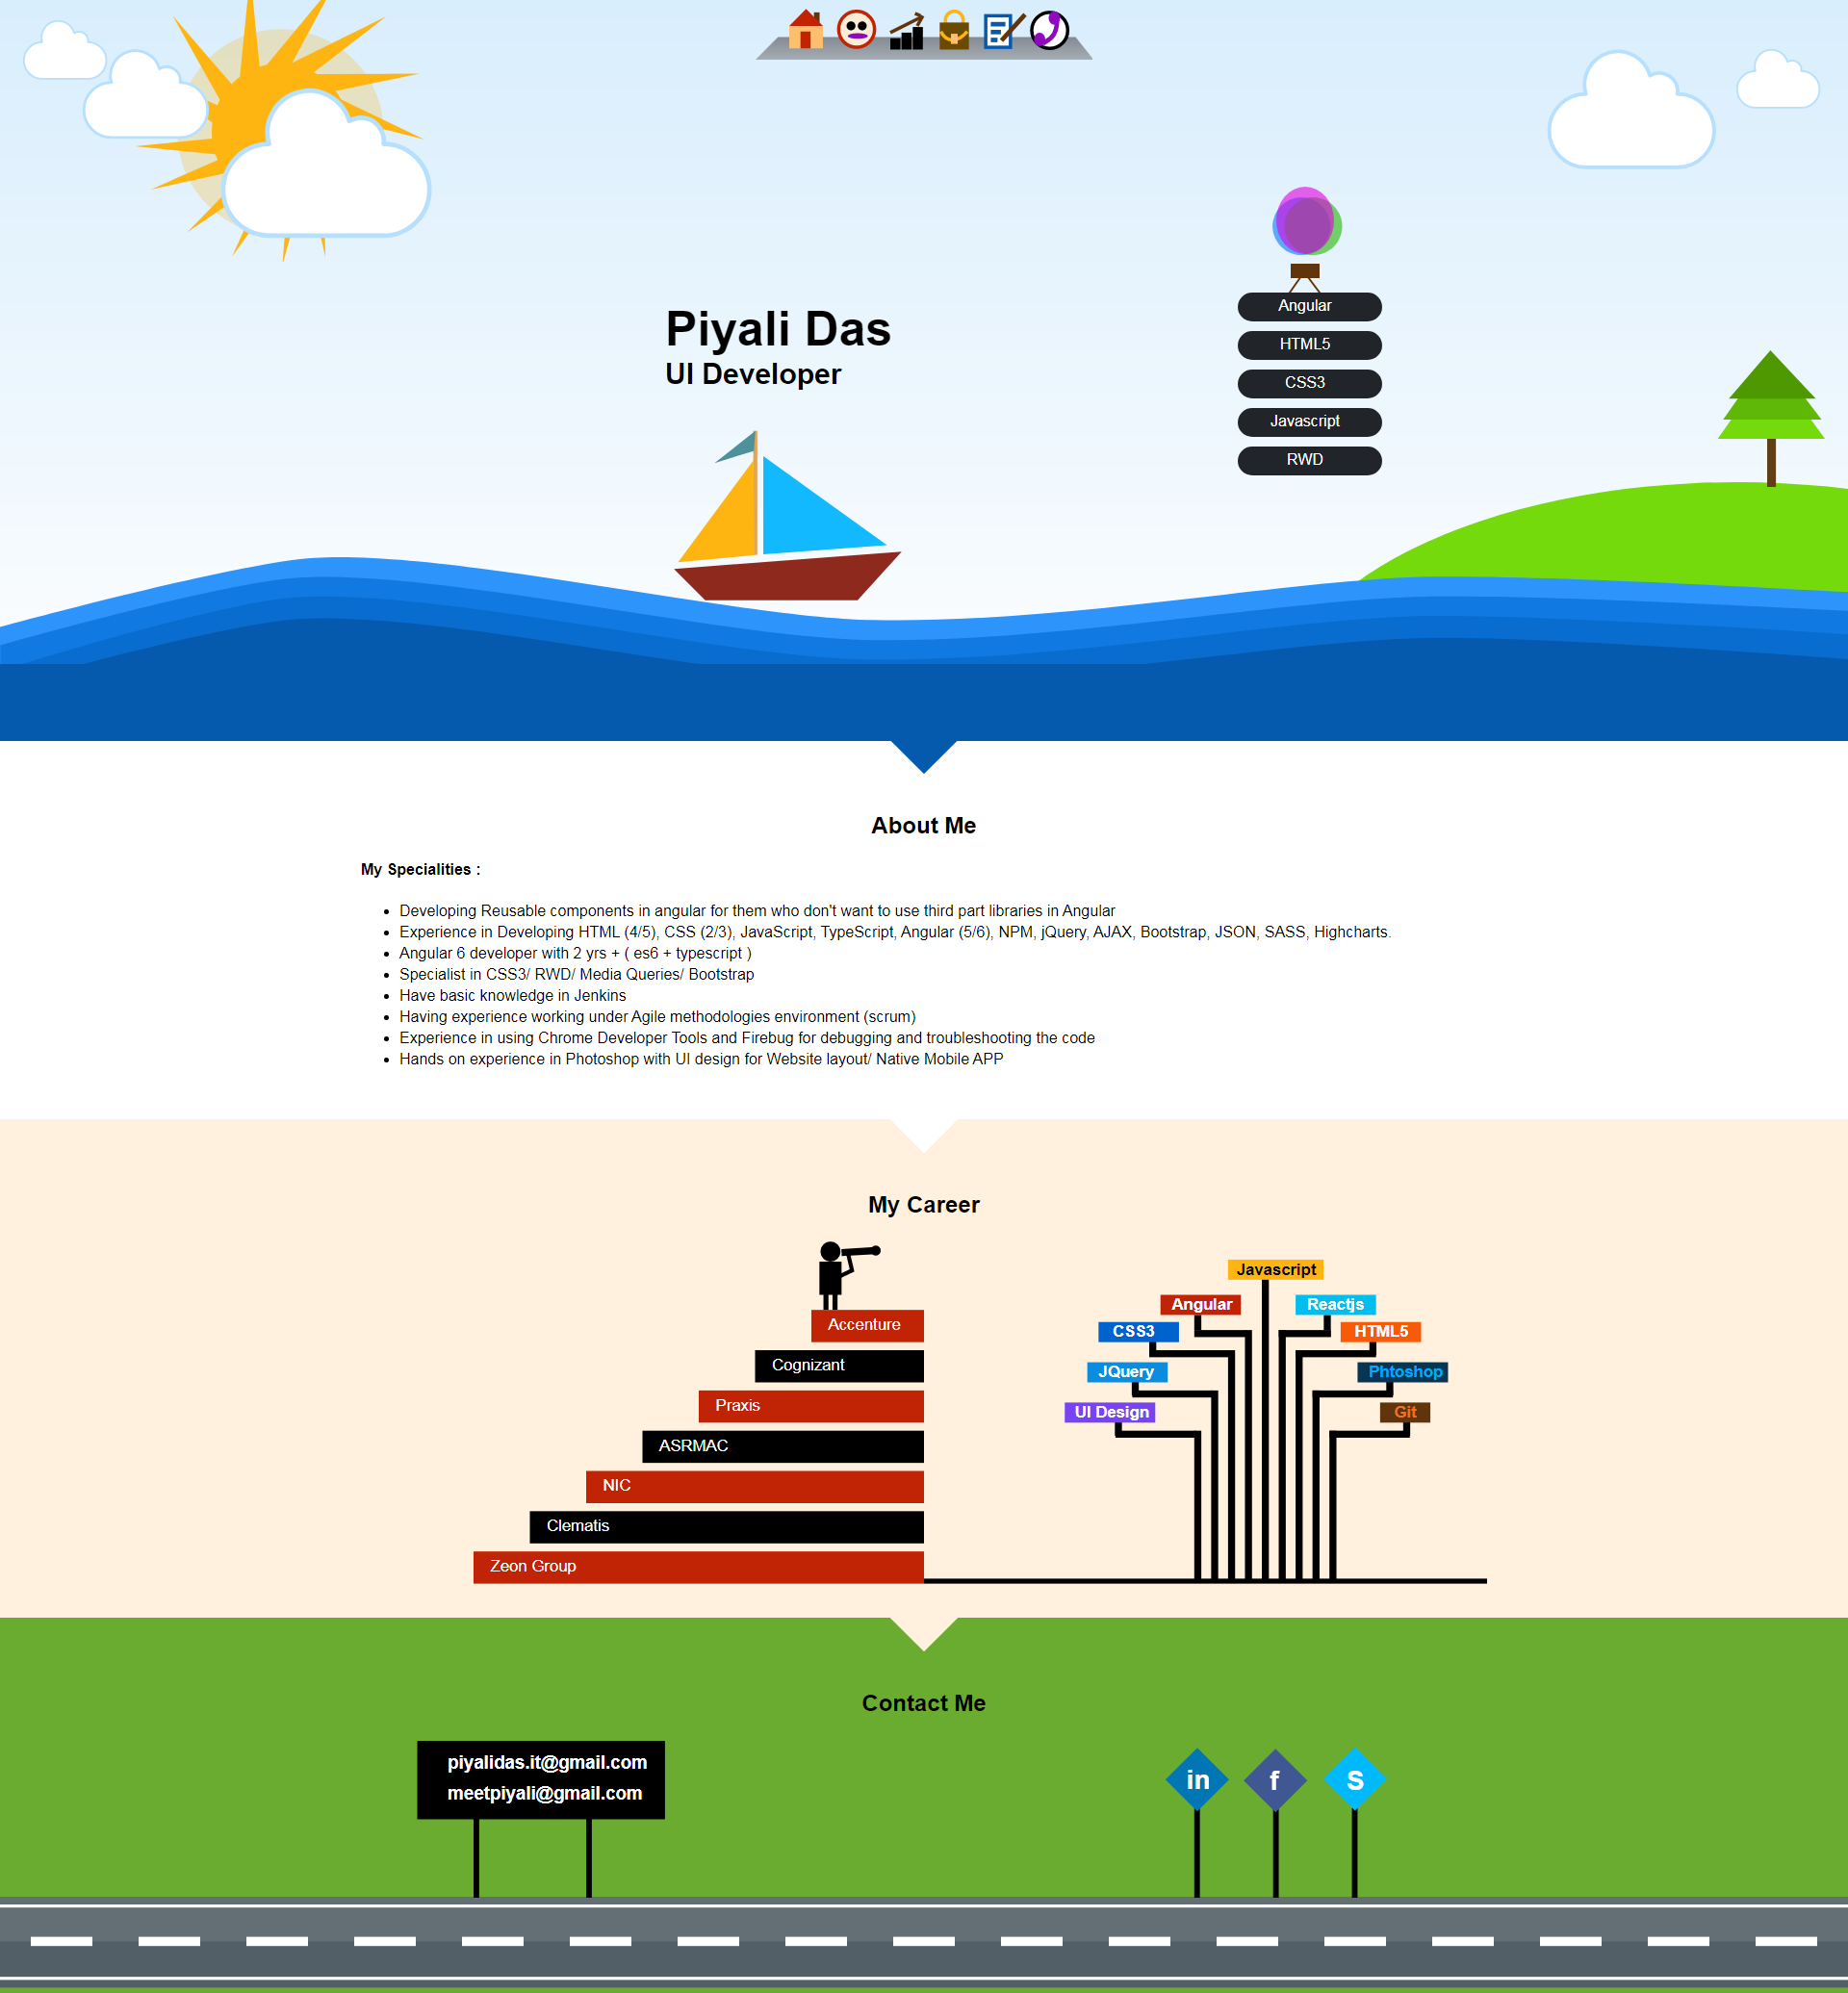 Piyali Das
UI Developer
Angular
HTML5
CSS3
Javascript
RWD
About Me
My Specialities :
Developing Reusable components in angular for them who don't want to use third part libraries in Angular
Experience in Developing HTML (4/5), CSS (2/3), JavaScript, TypeScript, Angular (5/6), NPM, jQuery, AJAX, Bootstrap, JSON, SASS, Highcharts.
Angular 6 developer with 2 yrs + ( es6 + typescript )
Specialist in CSS3/ RWD/ Media Queries/ Bootstrap
Have basic knowledge in Jenkins
Having experience working under Agile methodologies environment (scrum)
Experience in using Chrome Developer Tools and Firebug for debugging and troubleshooting the code
Hands on experience in Photoshop with UI design for Website layout/ Native Mobile APP
My Career
Accenture
Cognizant
Praxis
ASRMAC
NIC
Clematis
Zeon Group
Javascript
Angular
Reactjs
CSS3
HTML5
JQuery
Phtoshop
UI Design
Git
Contact Me
piyalidas.it@gmail.com
meetpiyali@gmail.com
in
f
S